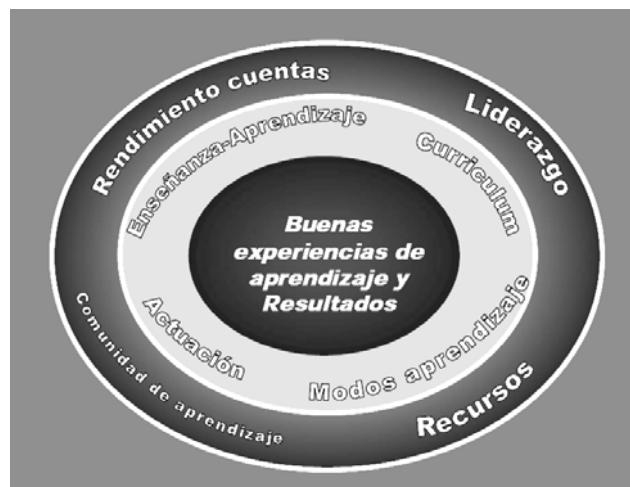 Rendimiento cuentas
Liderazgo
Enseñanza-Aprendizaje
Curriculum
Buenas
experiencias de
aprendizaje y
Resultados
Actuación
Modos aprendizaje
Comunidad de aprendizaje
Recursos